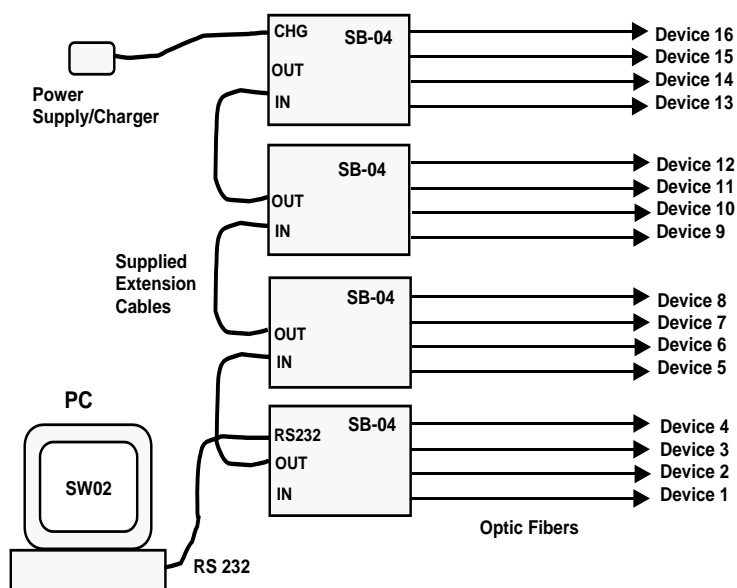 CHG
SB-04
OUT
IN
Power
Supply/Charger
Device 16
Device 15
Device 14
Device 13
SB-04
OUT
IN
Device 12
Device 11
Device 10
Device 9
Supplied
Extension
Cables
SB-04
OUT
IN
Device 8
Device 7
Device 6
Device 5
PC
SW02
RS232
SB-04
OUT
IN
Device 4
Device 3
Device 2
Device 1
Optic Fibers
RS 232